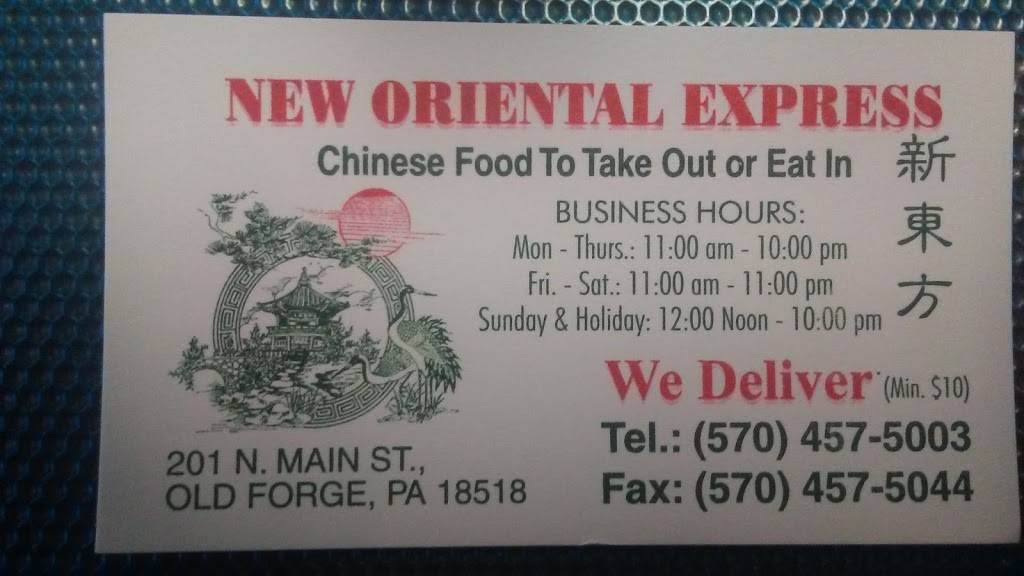 NEW ORIENTAL EXPRESS
Chinese Food To Take Out or Eat In
新東方
BUSINESS HOURS:
Mon - Thurs.: 11:00 am - 10:00 pm
Fri. - Sat.: 11:00 am - 11:00 pm
Sunday & Holiday: 12:00 Noon - 10:00 pm
We Deliver (Min. $10)
Tel.: (570) 457-5003
Fax: (570) 457-5044
201 N. MAIN ST.,
OLD FORGE, PA 18518